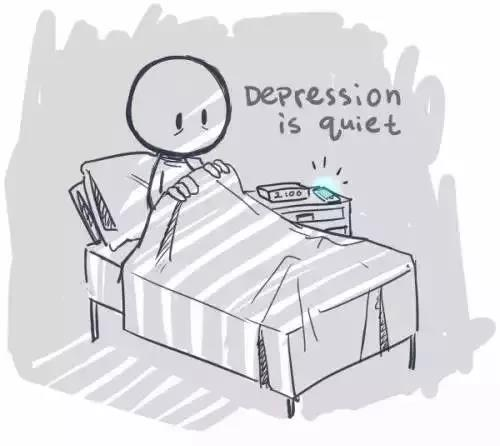 Depression
is quiet
2:00